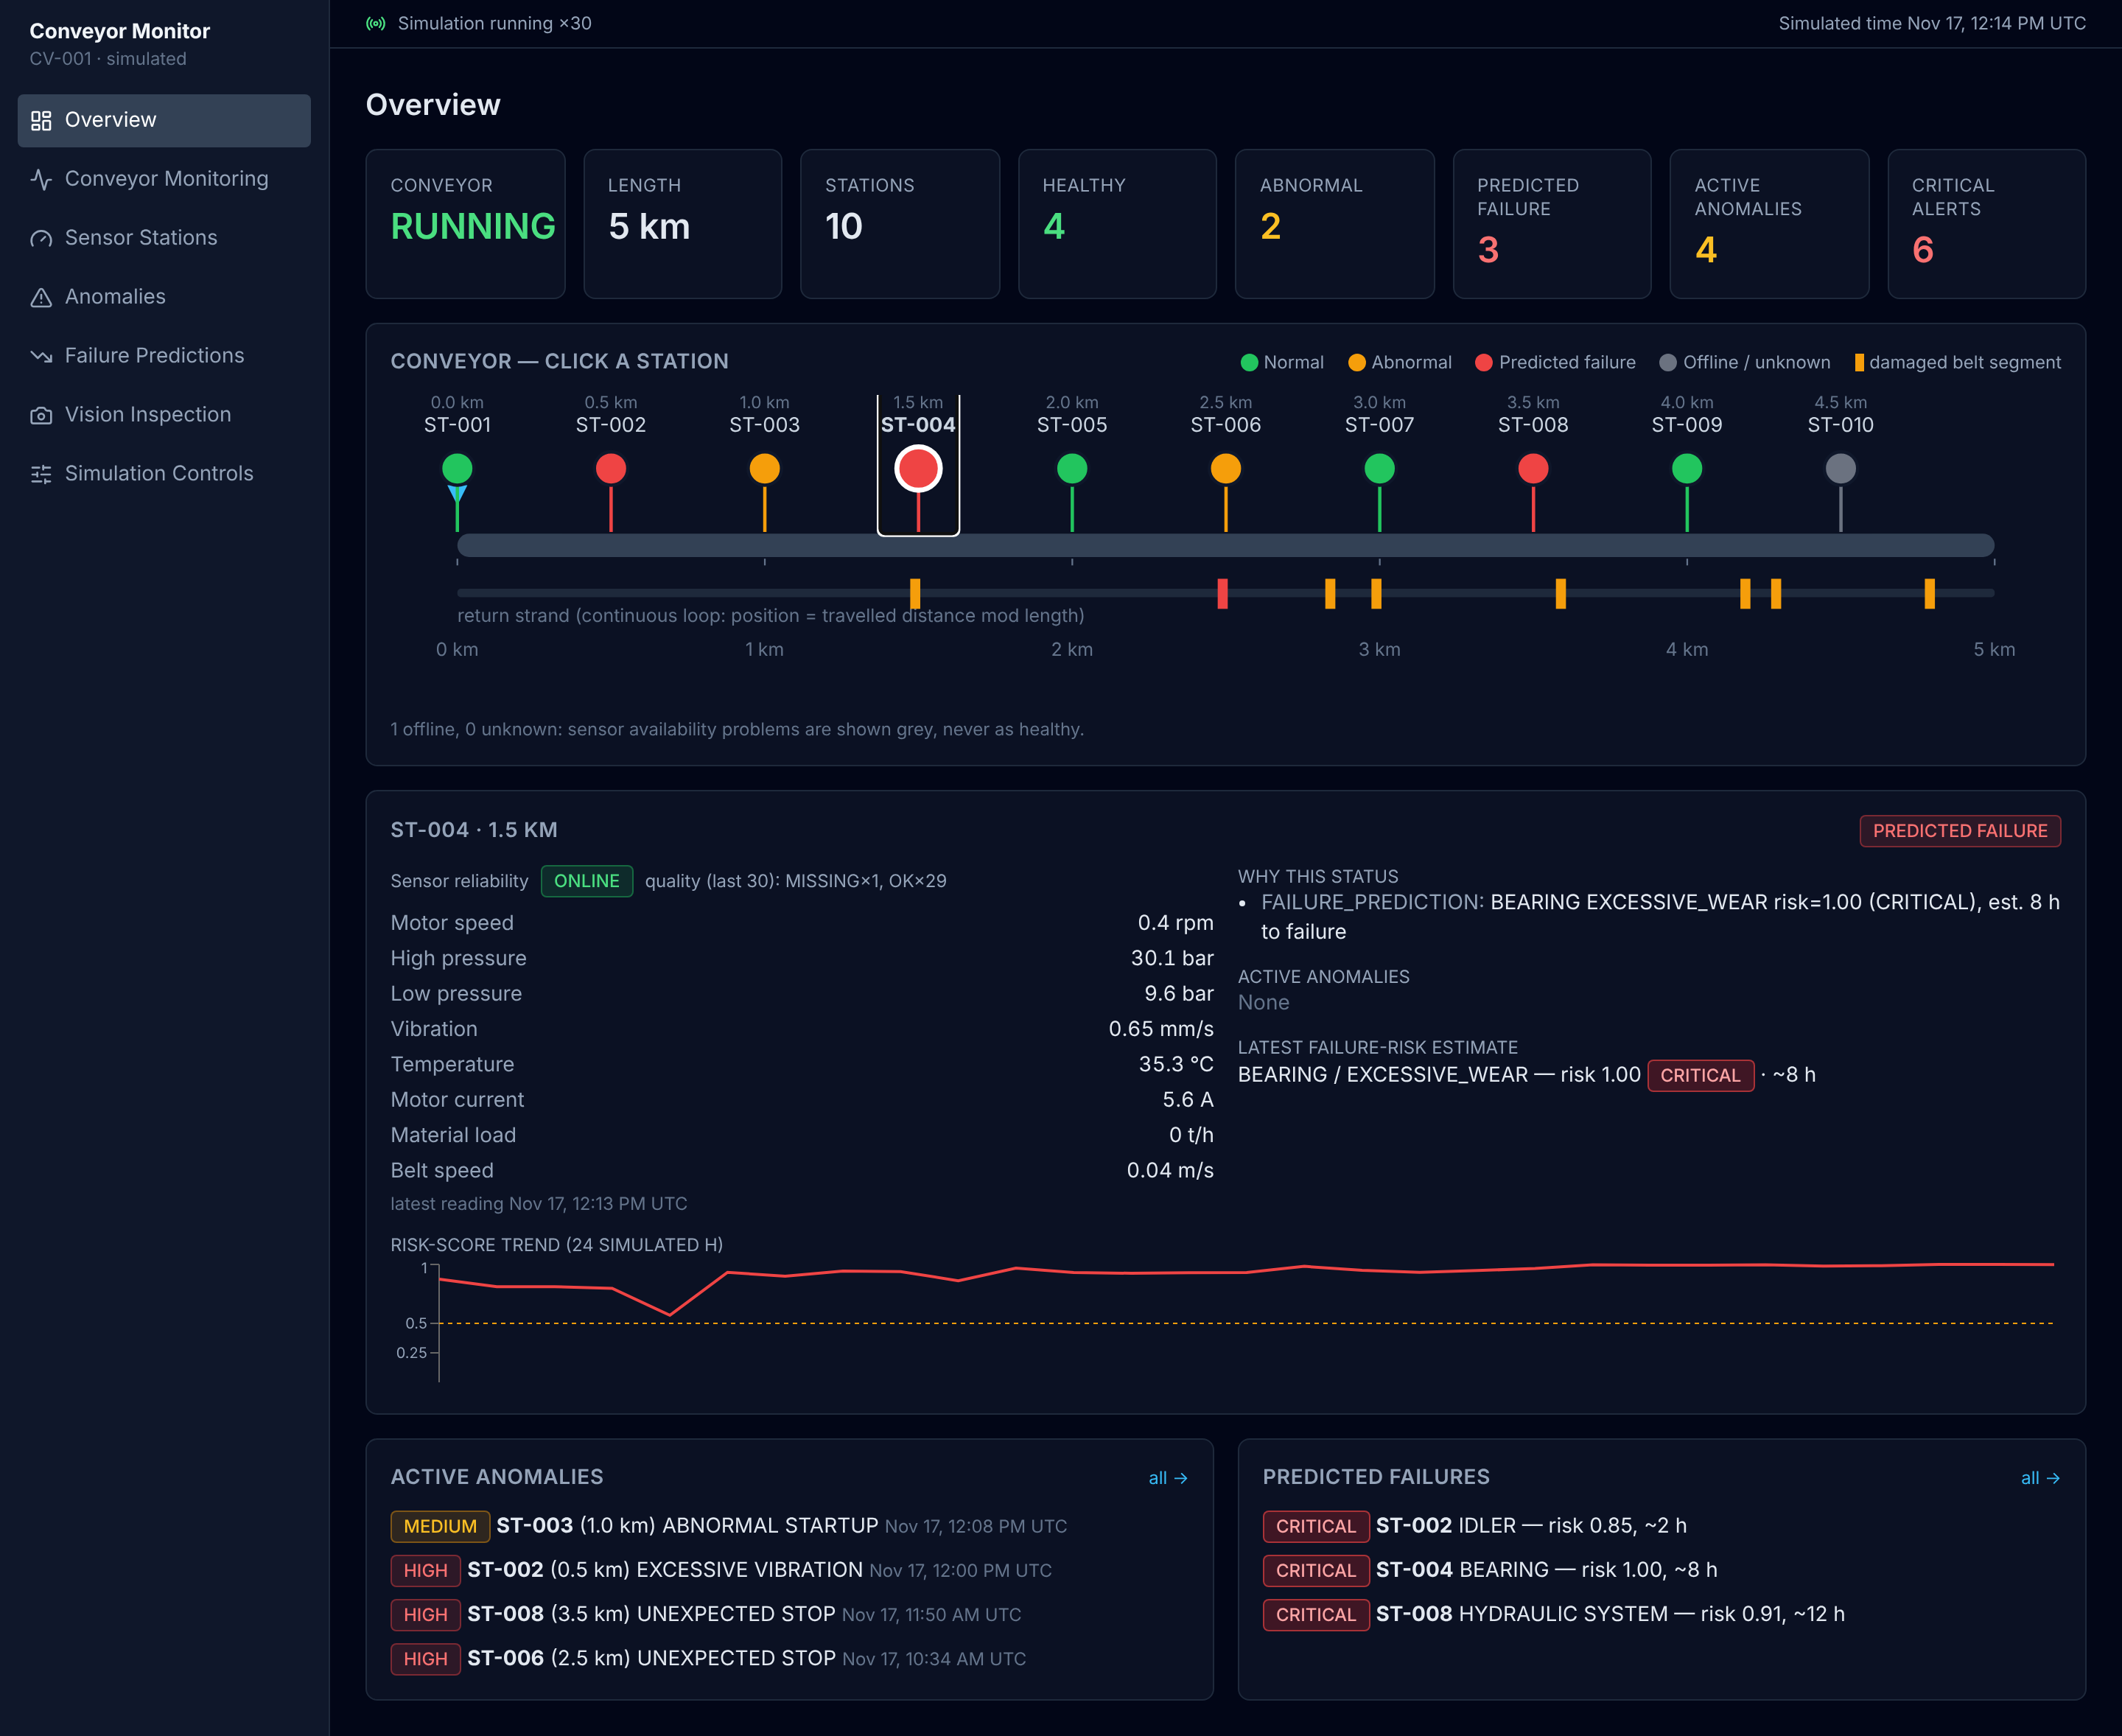 Conveyor Monitor
CV-001 · simulated
Overview
Conveyor Monitoring
Sensor Stations
Anomalies
Failure Predictions
Vision Inspection
Simulation Controls
Simulation running ×30
Simulated time Nov 17, 12:14 PM UTC
Overview
CONVEYOR
RUNNING
LENGTH
5 km
STATIONS
10
HEALTHY
4
ABNORMAL
2
PREDICTED
FAILURE
3
ACTIVE
ANOMALIES
4
CRITICAL
ALERTS
6
CONVEYOR — CLICK A STATION
Normal
Abnormal
Predicted failure
Offline / unknown
damaged belt segment
0.0 km
ST-001
0.5 km
ST-002
1.0 km
ST-003
1.5 km
ST-004
2.0 km
ST-005
2.5 km
ST-006
3.0 km
ST-007
3.5 km
ST-008
4.0 km
ST-009
4.5 km
ST-010
return strand (continuous loop: position = travelled distance mod length)
0 km
1 km
2 km
3 km
4 km
5 km
1 offline, 0 unknown: sensor availability problems are shown grey, never as healthy.
ST-004 · 1.5 KM
PREDICTED FAILURE
Sensor reliability ONLINE quality (last 30): MISSING×1, OK×29
Motor speed 0.4 rpm
High pressure 30.1 bar
Low pressure 9.6 bar
Vibration 0.65 mm/s
Temperature 35.3 °C
Motor current 5.6 A
Material load 0 t/h
Belt speed 0.04 m/s
latest reading Nov 17, 12:13 PM UTC
WHY THIS STATUS
• FAILURE_PREDICTION: BEARING EXCESSIVE_WEAR risk=1.00 (CRITICAL), est. 8 h
to failure
ACTIVE ANOMALIES
None
LATEST FAILURE-RISK ESTIMATE
BEARING / EXCESSIVE_WEAR — risk 1.00 CRITICAL · ~8 h
RISK-SCORE TREND (24 SIMULATED H)
1
0.5
0.25
ACTIVE ANOMALIES
all →
MEDIUM ST-003 (1.0 km) ABNORMAL STARTUP Nov 17, 12:08 PM UTC
HIGH ST-002 (0.5 km) EXCESSIVE VIBRATION Nov 17, 12:00 PM UTC
HIGH ST-008 (3.5 km) UNEXPECTED STOP Nov 17, 11:50 AM UTC
HIGH ST-006 (2.5 km) UNEXPECTED STOP Nov 17, 10:34 AM UTC
PREDICTED FAILURES
all →
CRITICAL ST-002 IDLER — risk 0.85, ~2 h
CRITICAL ST-004 BEARING — risk 1.00, ~8 h
CRITICAL ST-008 HYDRAULIC SYSTEM — risk 0.91, ~12 h